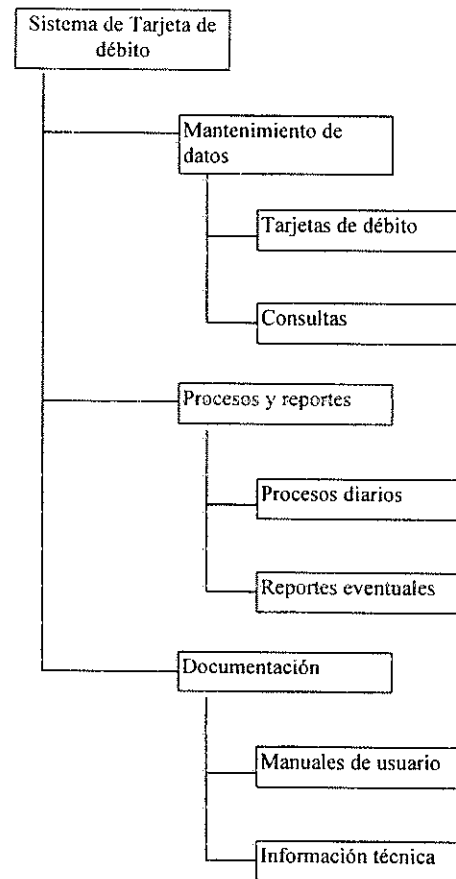 Sistema de Tarjeta de
débito
Mantenimiento de
datos
Tarjetas de débito
Consultas
Procesos y reportes
Procesos diarios
Reportes eventuales
Documentación
Manuales de usuario
Información técnica